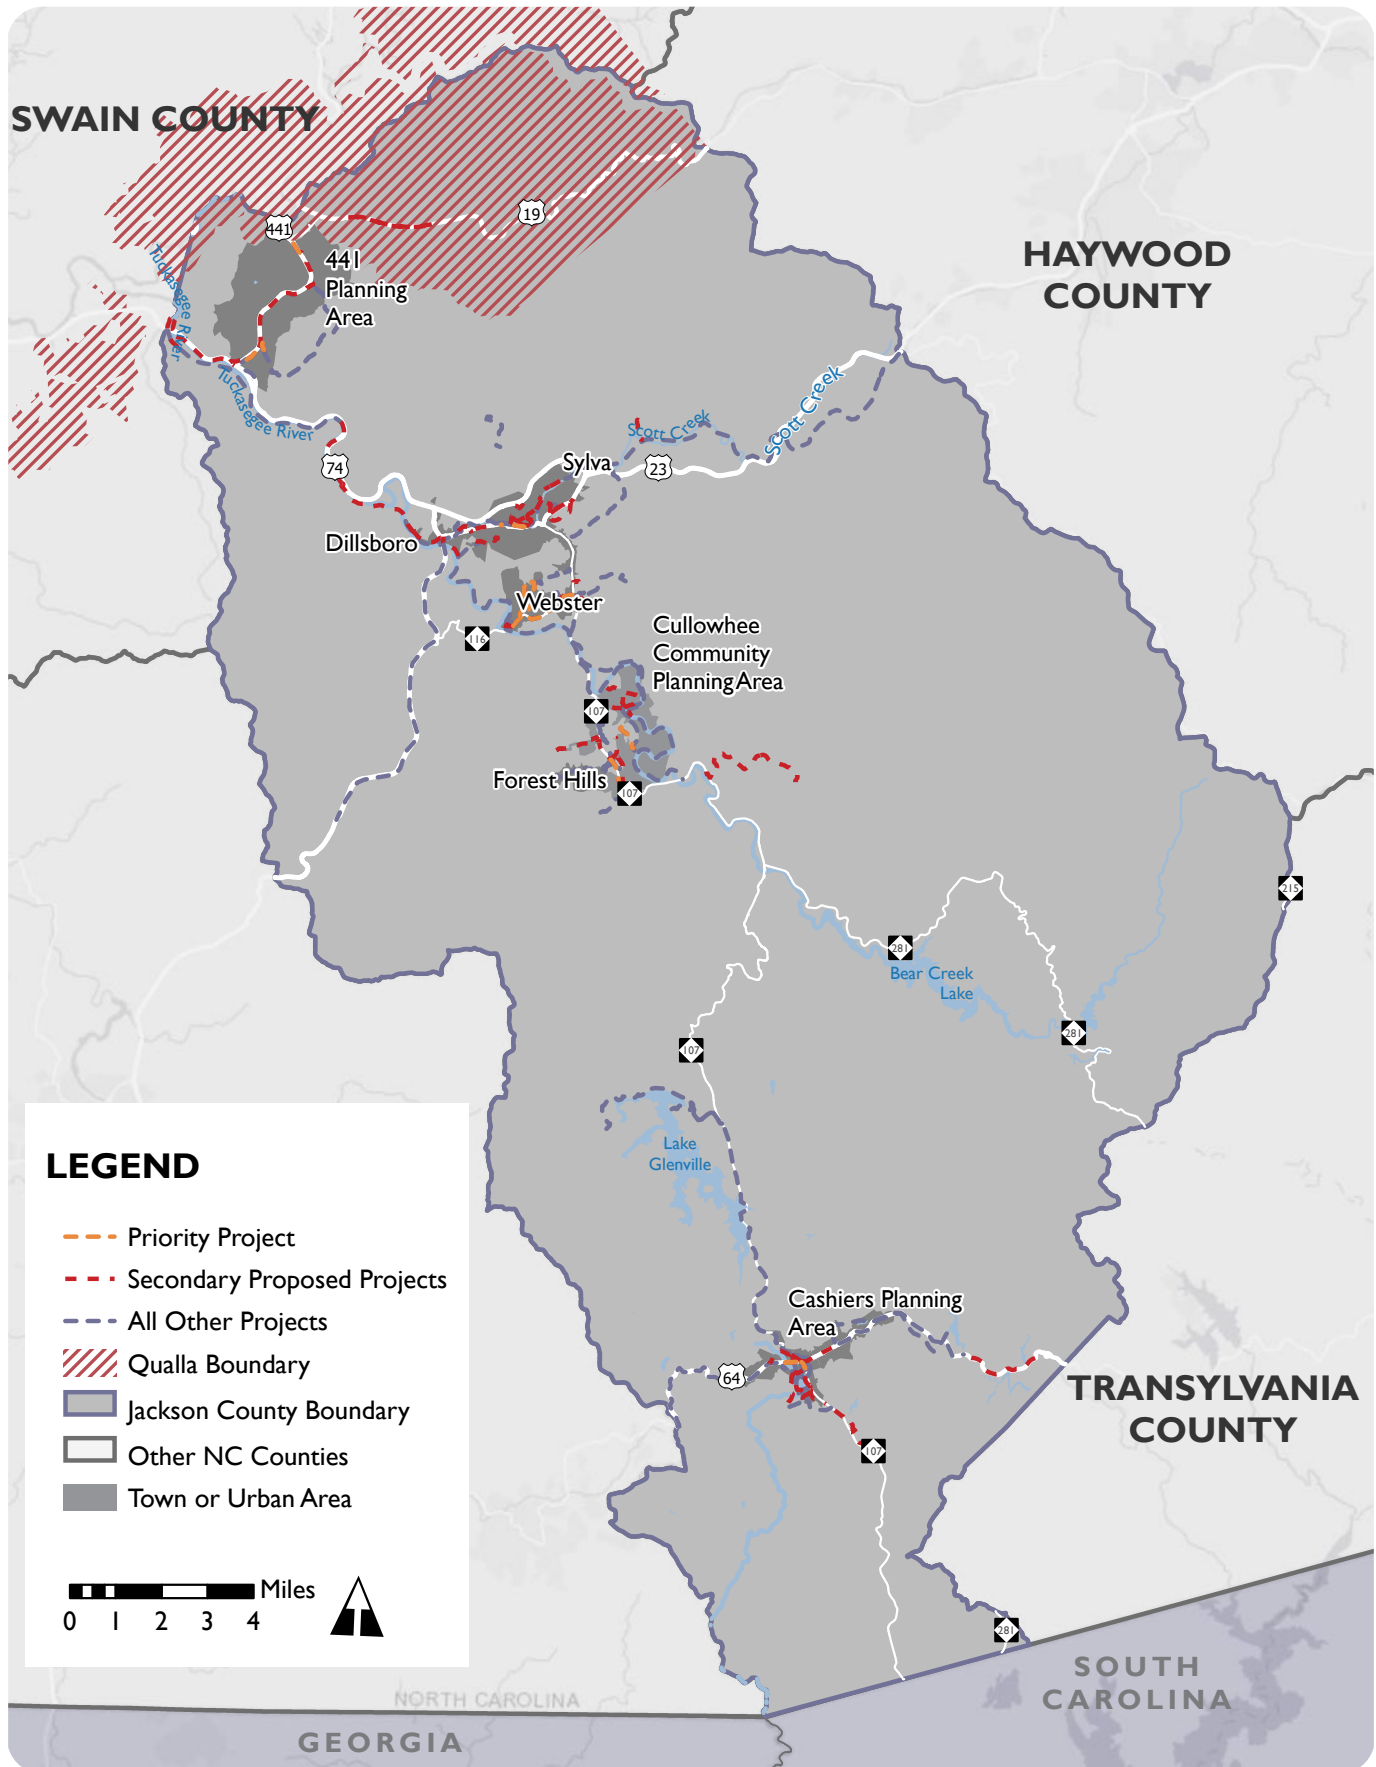 SWAIN COUNTY
19
441
HAYWOOD
COUNTY
441
Planning
Area
Tuckasegee River
Tuckasegee River
Scott Creek
Scott Creek
Sylva
23
74
Dillsboro
Webster
116
Cullowhee
Community
Planning Area
107
Forest Hills
107
215
281
Bear Creek
Lake
281
107
Lake
Glenville
LEGEND
Priority Project
Secondary Proposed Projects
All Other Projects
Qualla Boundary
Jackson County Boundary
Other NC Counties
Town or Urban Area
Miles
0 1 2 3 4
Cashiers Planning
Area
64
TRANSYLVANIA
COUNTY
107
281
SOUTH
CAROLINA
NORTH CAROLINA
GEORGIA